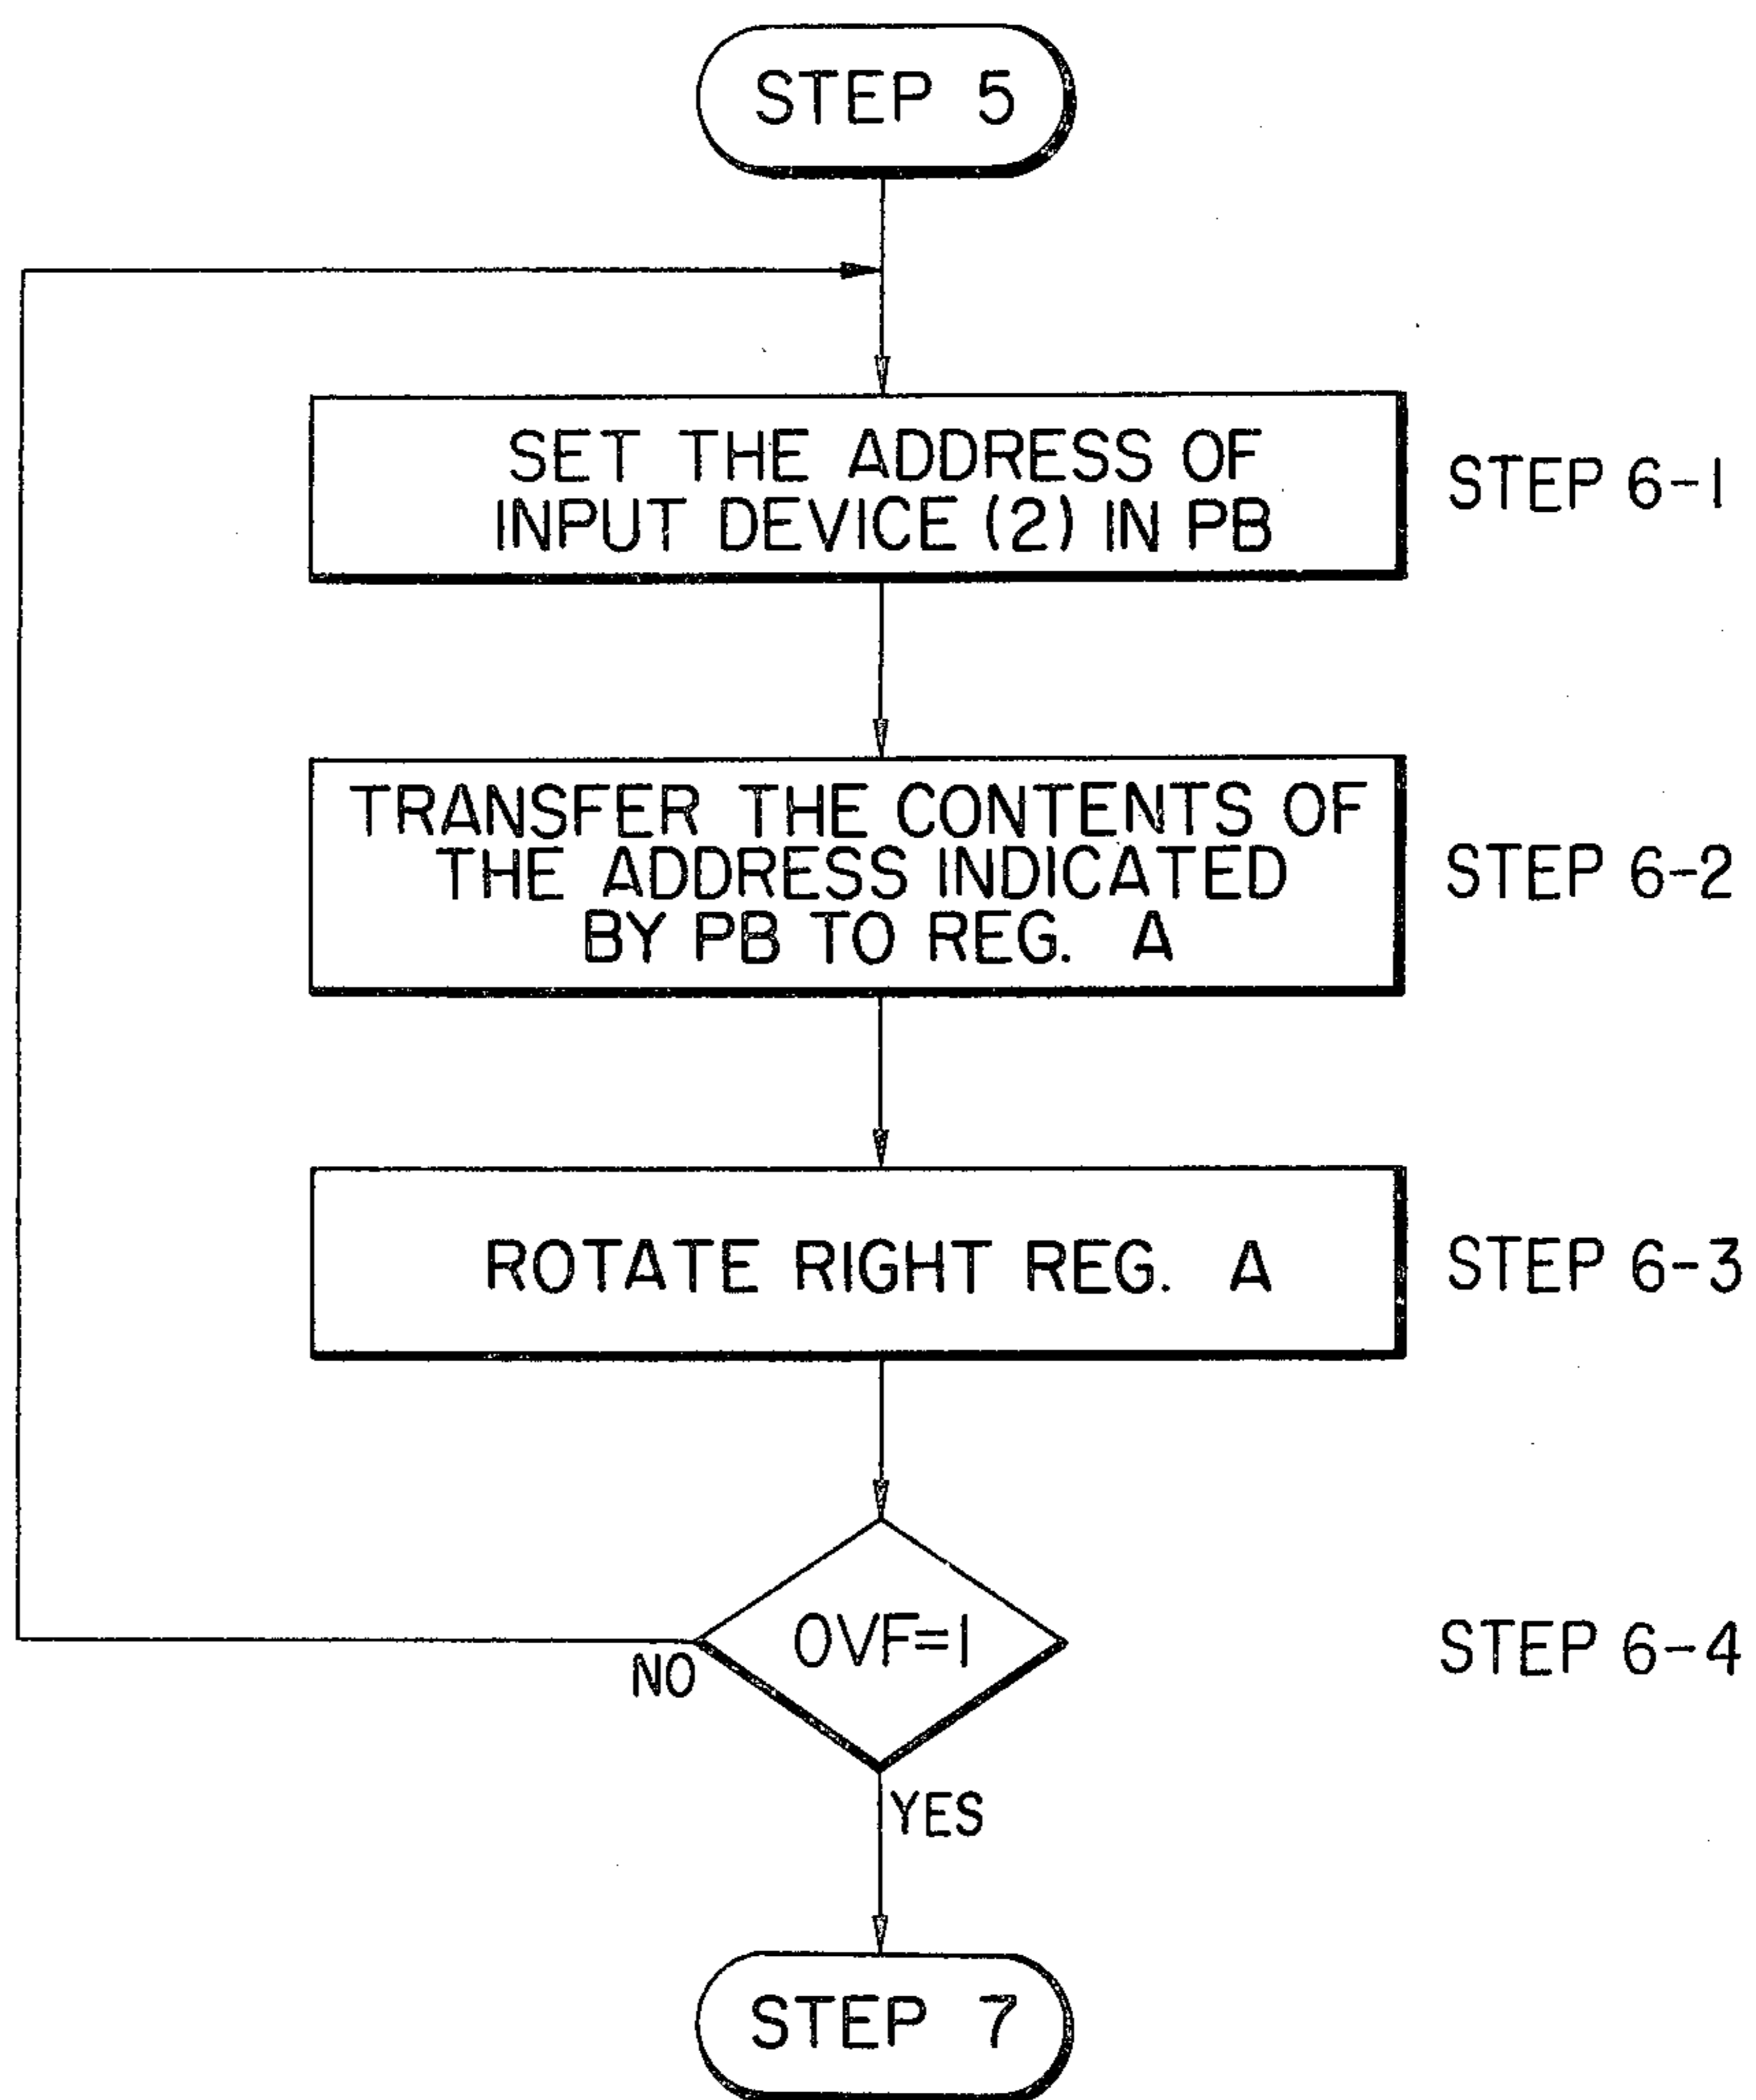 STEP 5
SET THE ADDRESS OF
INPUT DEVICE (2) IN PB
STEP 6-1
TRANSFER THE CONTENTS OF
THE ADDRESS INDICATED
BY PB TO REG. A
STEP 6-2
ROTATE RIGHT REG. A
STEP 6-3
OVF=1
STEP 6-4
NO
YES
STEP 7